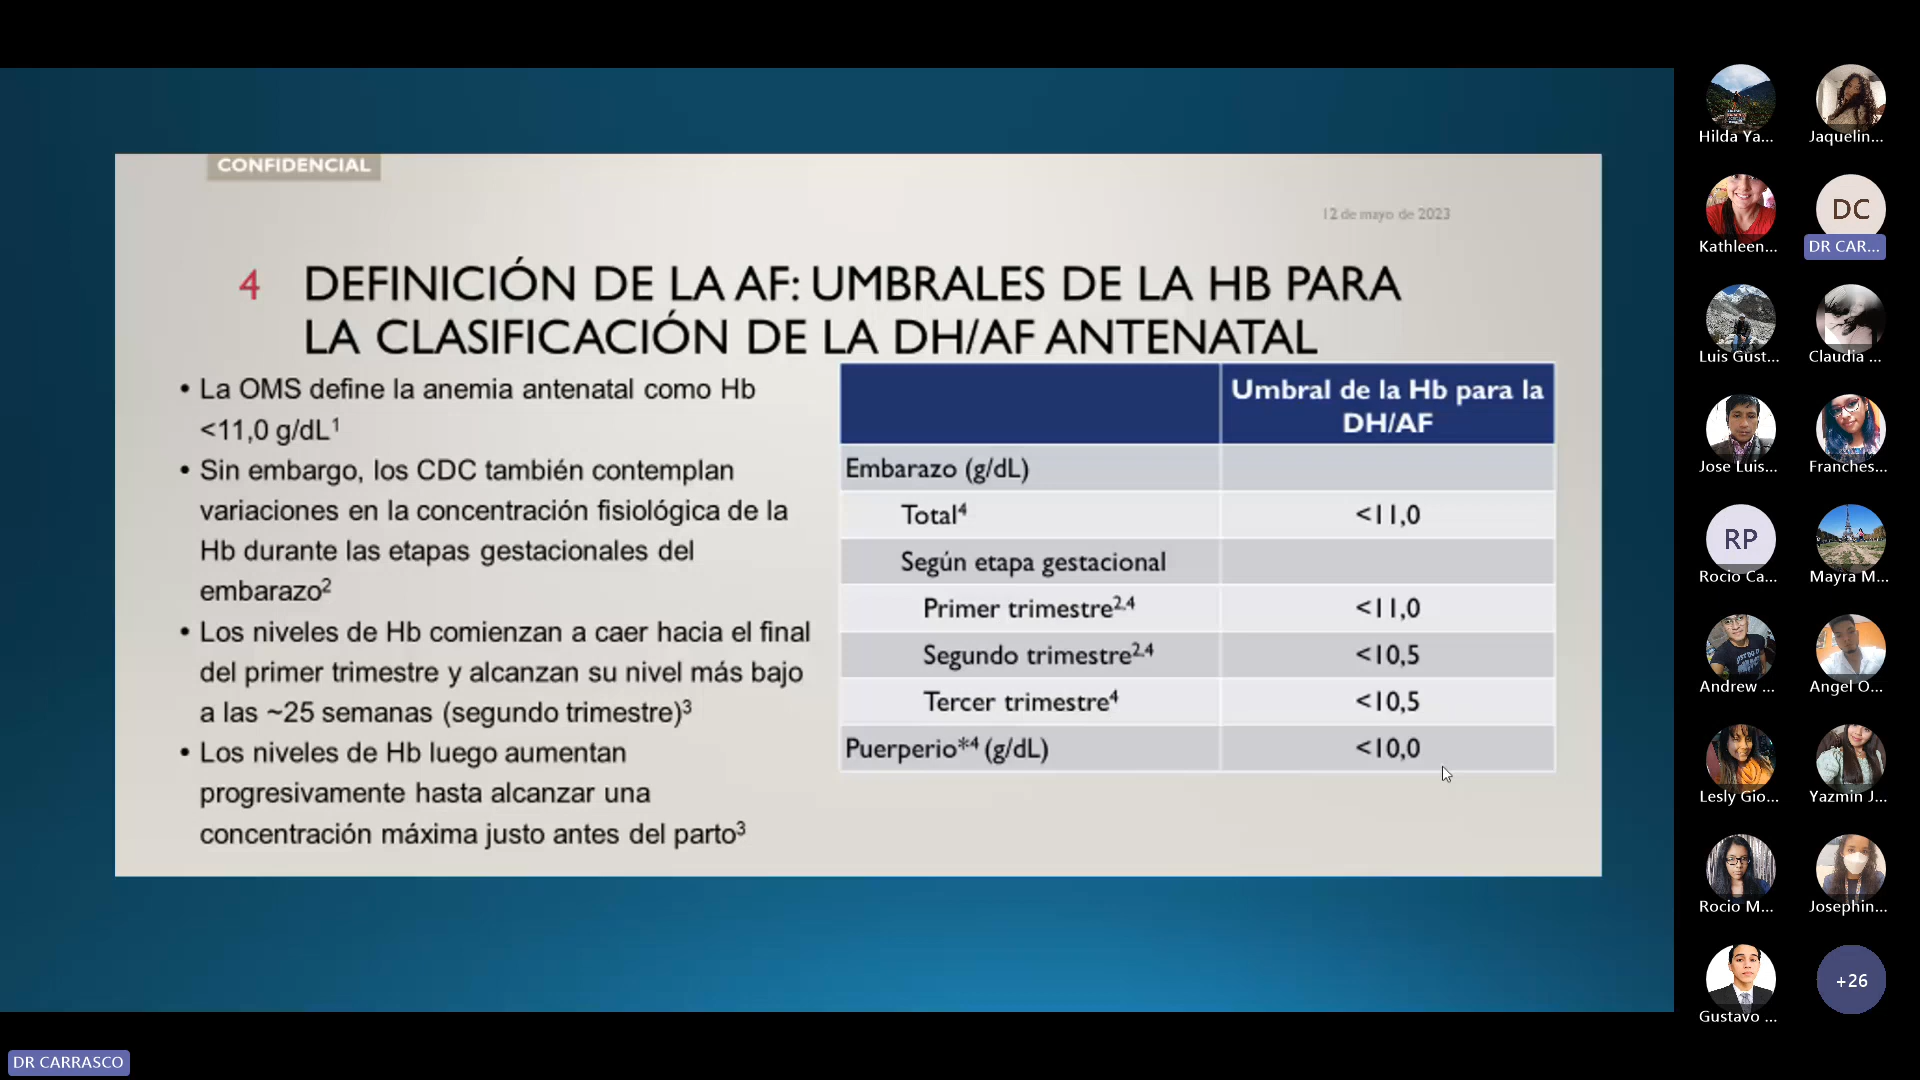 CONFIDENCIAL
12 de mayo de 2023
4 DEFINICIÓN DE LA AF: UMBRALES DE LA HB PARA
LA CLASIFICACIÓN DE LA DH/AF ANTENATAL
• La OMS define la anemia antenatal como Hb
<11,0 g/dL¹
• Sin embargo, los CDC también contemplan
variaciones en la concentración fisiológica de la
Hb durante las etapas gestacionales del
embarazo²
• Los niveles de Hb comienzan a caer hacia el final
del primer trimestre y alcanzan su nivel más bajo
a las ~25 semanas (segundo trimestre)³
• Los niveles de Hb luego aumentan
progresivamente hasta alcanzar una
concentración máxima justo antes del parto³
Umbral de la Hb para la
DH/AF
Embarazo (g/dL)
Total⁴ <11,0
Según etapa gestacional
Primer trimestre²,⁴ <11,0
Segundo trimestre²,⁴ <10,5
Tercer trimestre⁴ <10,5
Puerperio*⁴ (g/dL) <10,0
Hilda Ya...
Jaquelin...
Kathleen...
DC
DR CAR...
Luis Gust...
Claudia ...
Jose Luis...
Franches...
RP
Rocio Ca...
Mayra M...
Andrew ...
Angel O...
Lesly Gio...
Yazmin J...
Rocio M...
Josephin...
Gustavo ...
+26
DR CARRASCO